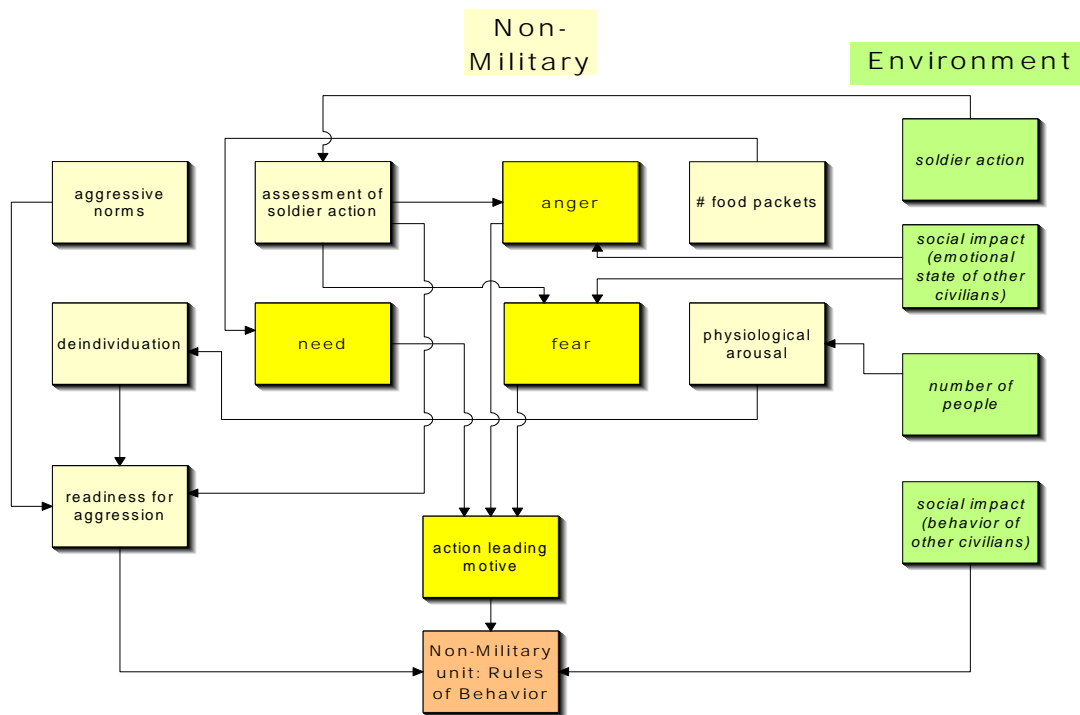 Non-
Military
Environment
soldier action
aggressive
norms
assessment of
soldier action
anger
# food packets
social impact
(emotional
state of other
civilians)
deindividuation
need
fear
physiological
arousal
number of
people
readiness for
aggression
social impact
(behavior of
other civilians)
action leading
motive
Non-Military
unit: Rules
of Behavior